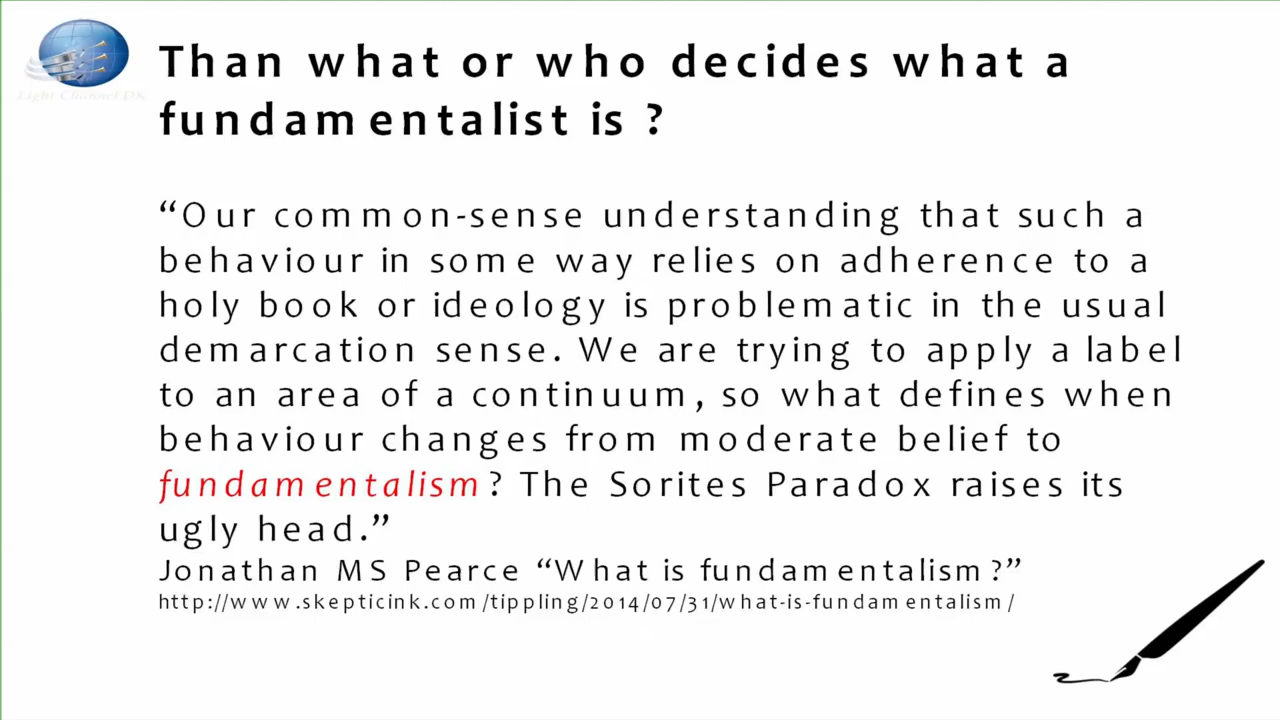 Light Channel DK
Than what or who decides what a
fundamentalist is ?
“Our common-sense understanding that such a
behaviour in some way relies on adherence to a
holy book or ideology is problematic in the usual
demarcation sense. We are trying to apply a label
to an area of a continuum, so what defines when
behaviour changes from moderate belief to
fundamentalism? The Sorites Paradox raises its
ugly head.”
Jonathan MS Pearce “What is fundamentalism?”
http://www.skepticink.com/tippling/2014/07/31/what-is-fundamentalism/